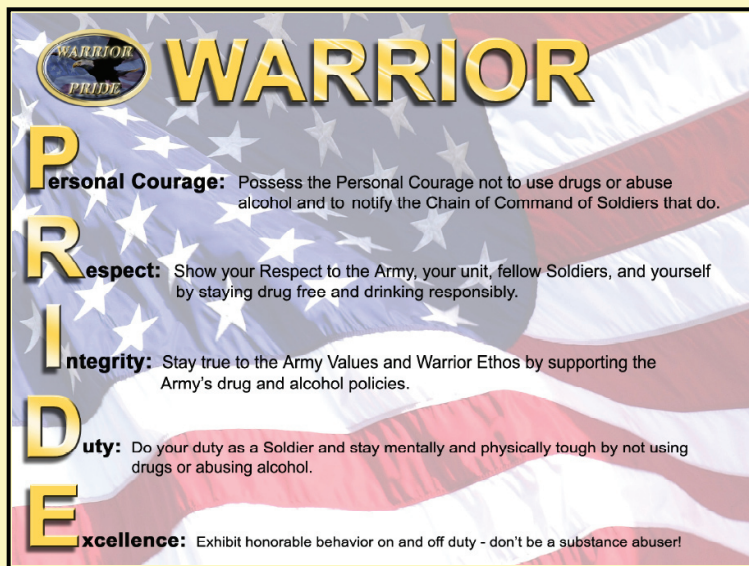 WARRIOR
PRIDE
WARRIOR
Personal Courage: Possess the Personal Courage not to use drugs or abuse
alcohol and to notify the Chain of Command of Soldiers that do.
Respect: Show your Respect to the Army, your unit, fellow Soldiers, and yourself
by staying drug free and drinking responsibly.
Integrity: Stay true to the Army Values and Warrior Ethos by supporting the
Army's drug and alcohol policies.
Duty: Do your duty as a Soldier and stay mentally and physically tough by not using
drugs or abusing alcohol.
Excellence: Exhibit honorable behavior on and off duty - don't be a substance abuser!